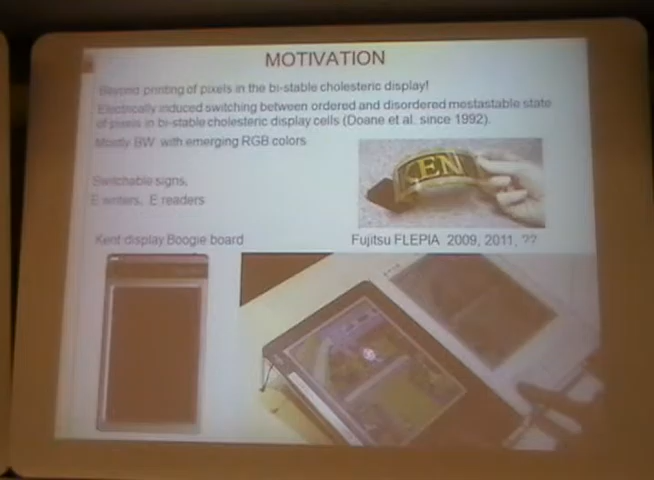 MOTIVATION
Beyond printing of pixels in the bi-stable cholesteric display!
Electrically induced switching between ordered and disordered mestastable state
of pixels in bi-stable cholesteric display cells (Doane et al. since 1992).
Mostly BW with emerging RGB colors
KEN
Switchable signs,
E writers, E readers
Kent display Boogie board
Fujitsu FLEPIA 2009, 2011, ??